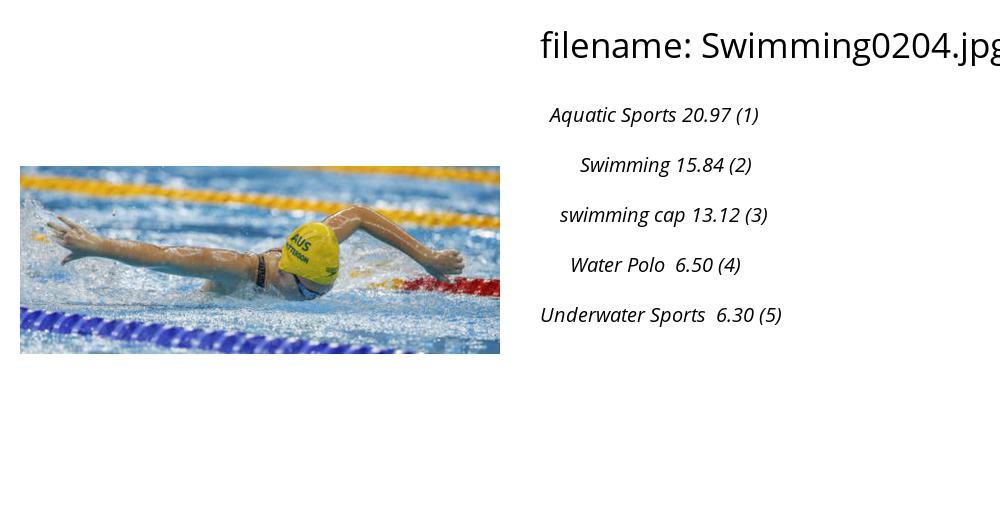 filename: Swimming0204.jpg
Aquatic Sports 20.97 (1)
Swimming 15.84 (2)
swimming cap 13.12 (3)
Water Polo 6.50 (4)
Underwater Sports 6.30 (5)
AUS